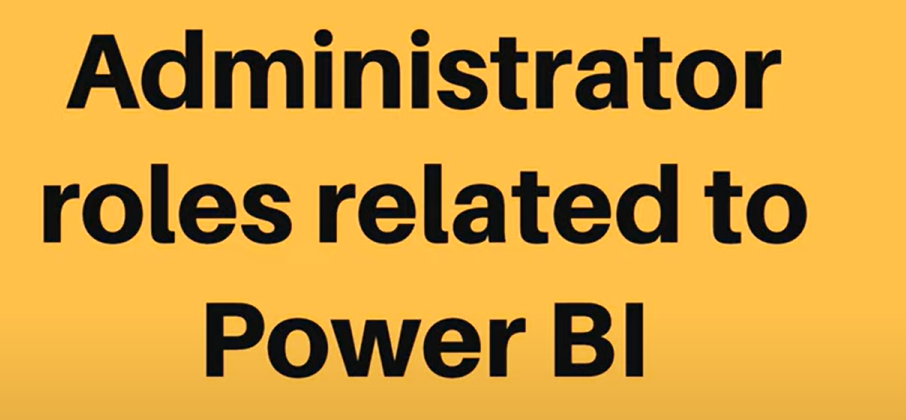 Administrator
roles related to
Power BI